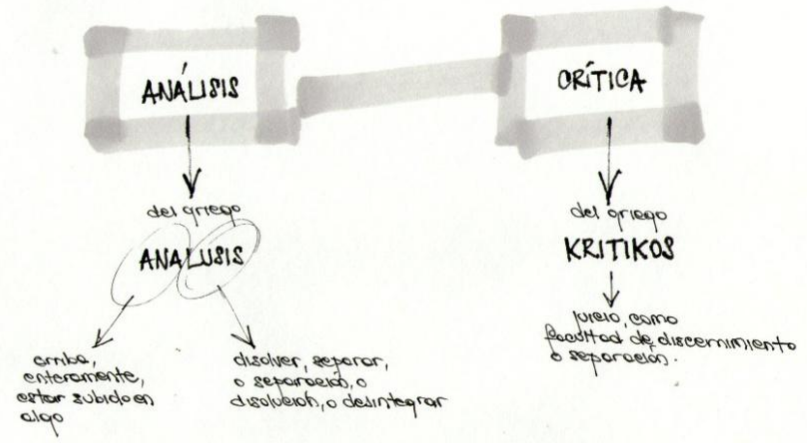 ANÁLISIS
CRÍTICA
del griego
ANALUSIS
arriba,
enteramente,
estar subido en
algo
disolver, separar,
o separación, o
disolución, o desintegrar
del griego
KRITIKOS
juicio, como
facultad de discernimiento
o separación.